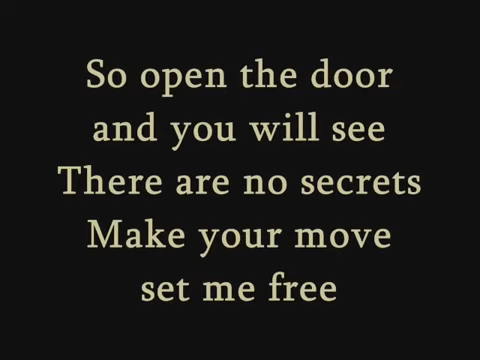 So open the door
and you will see
There are no secrets
Make your move
set me free